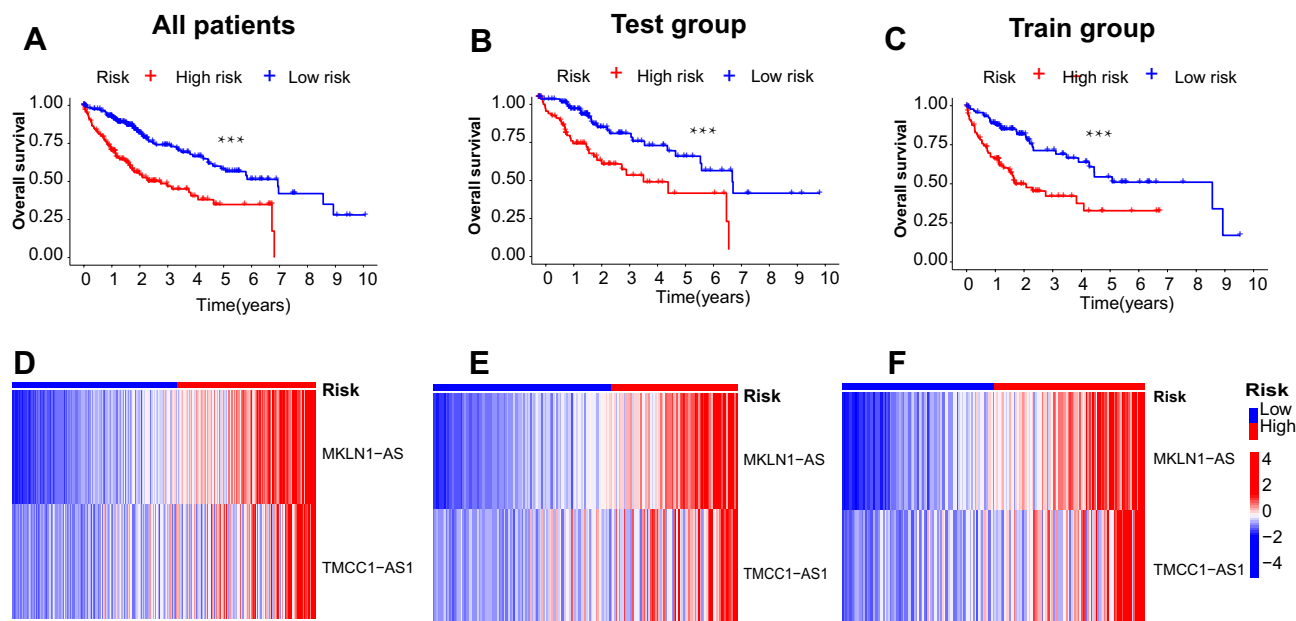 A
All patients
Risk High risk Low risk
Overall survival
1.00
0.75
0.50
0.25
0.00
***
0 1 2 3 4 5 6 7 8 9 10
Time(years)
B
Test group
Risk High risk Low risk
Overall survival
1.00
0.75
0.50
0.25
0.00
***
0 1 2 3 4 5 6 7 8 9 10
Time(years)
C
Train group
Risk High risk Low risk
Overall survival
1.00
0.75
0.50
0.25
0.00
***
0 1 2 3 4 5 6 7 8 9 10
Time(years)
D
Risk
MKLN1−AS
TMCC1−AS1
E
Risk
MKLN1−AS
TMCC1−AS1
F
Risk
MKLN1−AS
TMCC1−AS1
Risk
Low
High
4
2
0
−2
−4